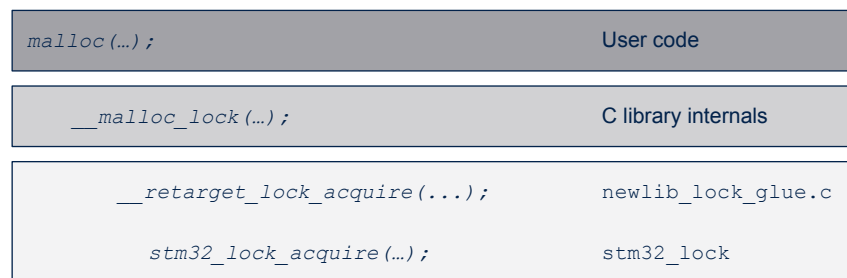 malloc(…); User code
__malloc_lock(…); C library internals
__retarget_lock_acquire(...); newlib_lock_glue.c
stm32_lock_acquire(…); stm32_lock